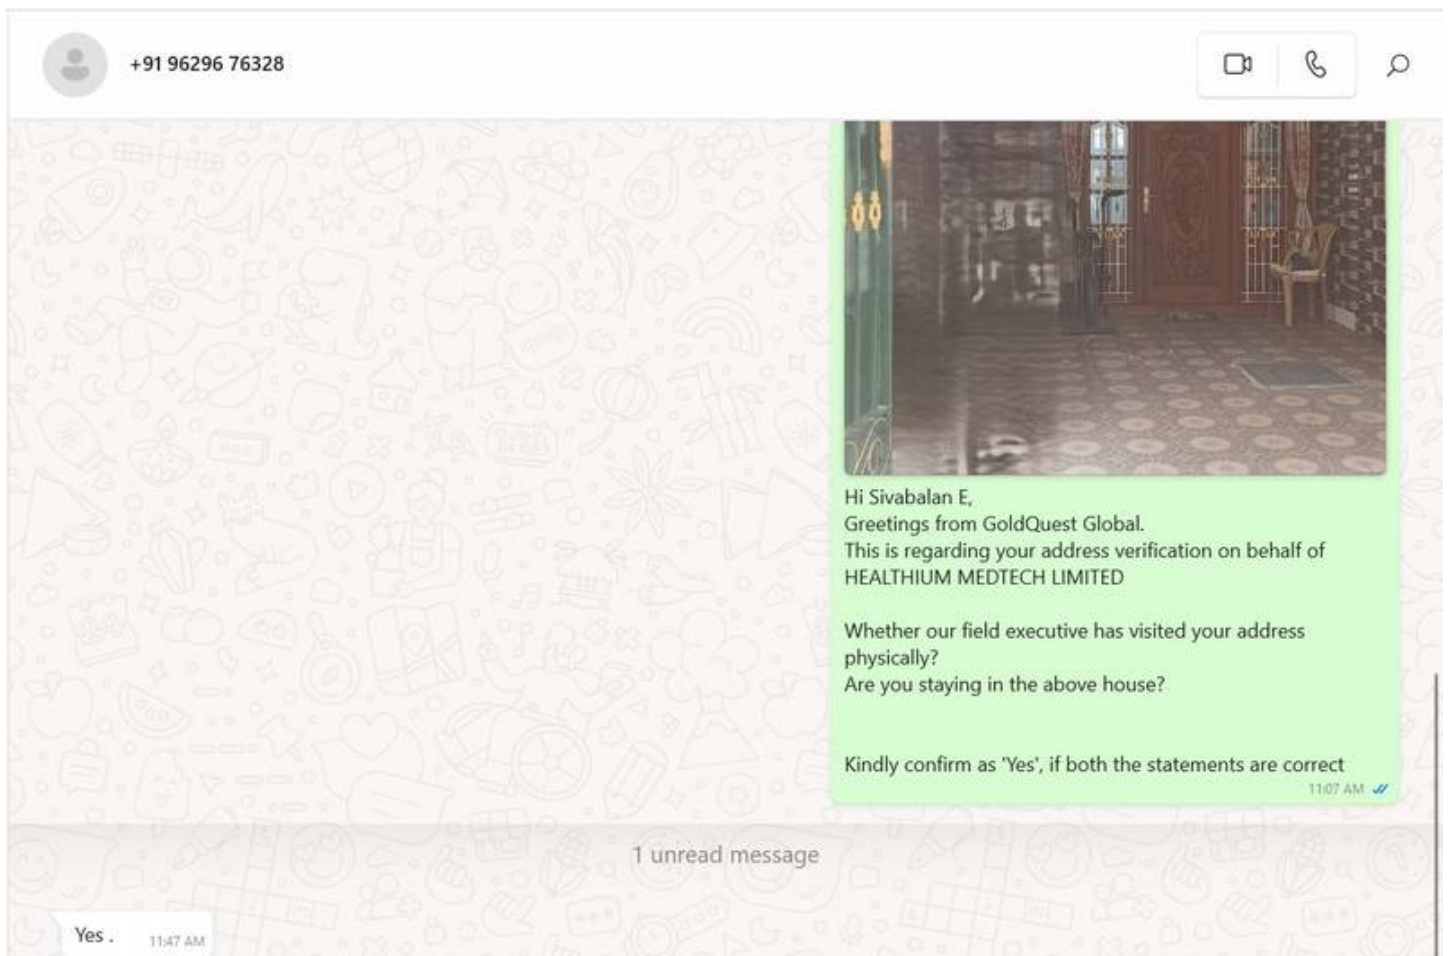 +91 96296 76328
Hi Sivabalan E,
Greetings from GoldQuest Global.
This is regarding your address verification on behalf of
HEALTHIUM MEDTECH LIMITED
Whether our field executive has visited your address
physically?
Are you staying in the above house?
Kindly confirm as 'Yes', if both the statements are correct
11:07 AM
1 unread message
Yes . 11:47 AM